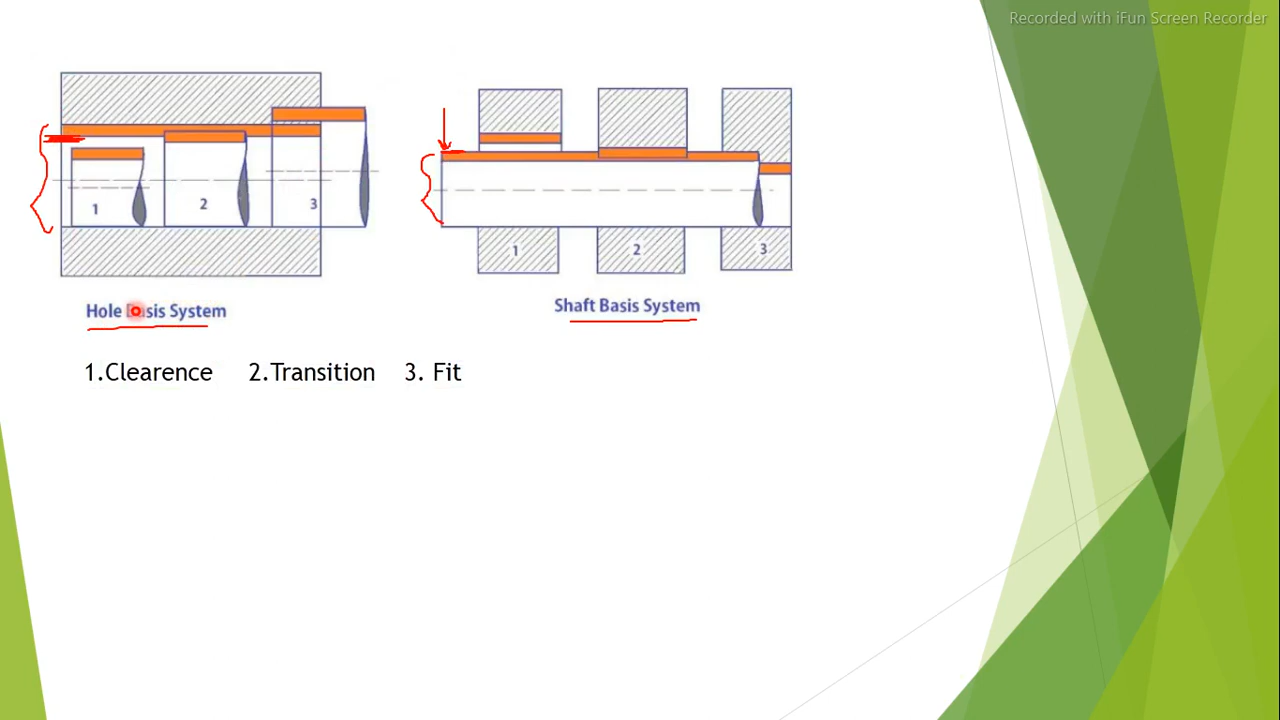 Recorded with iFun Screen Recorder
1 2 3
1 2 3
Hole Basis System
Shaft Basis System
1.Clearence 2.Transition 3. Fit